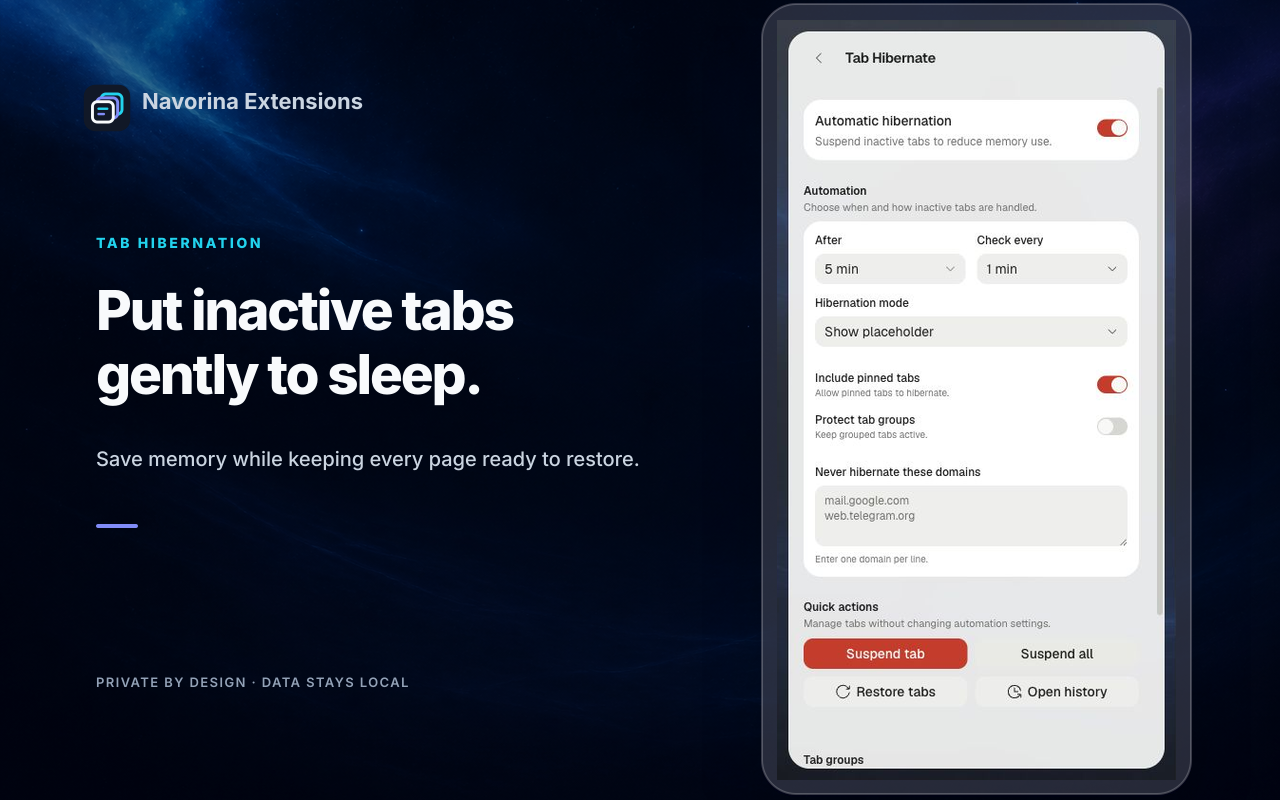 Navorina Extensions
TAB HIBERNATION
Put inactive tabs
gently to sleep.
Save memory while keeping every page ready to restore.
PRIVATE BY DESIGN · DATA STAYS LOCAL
Tab Hibernate
Automatic hibernation
Suspend inactive tabs to reduce memory use.
Automation
Choose when and how inactive tabs are handled.
After
Check every
5 min
1 min
Hibernation mode
Show placeholder
Include pinned tabs
Allow pinned tabs to hibernate.
Protect tab groups
Keep grouped tabs active.
Never hibernate these domains
mail.google.com
web.telegram.org
Enter one domain per line.
Quick actions
Manage tabs without changing automation settings.
Suspend tab
Suspend all
Restore tabs
Open history
Tab groups